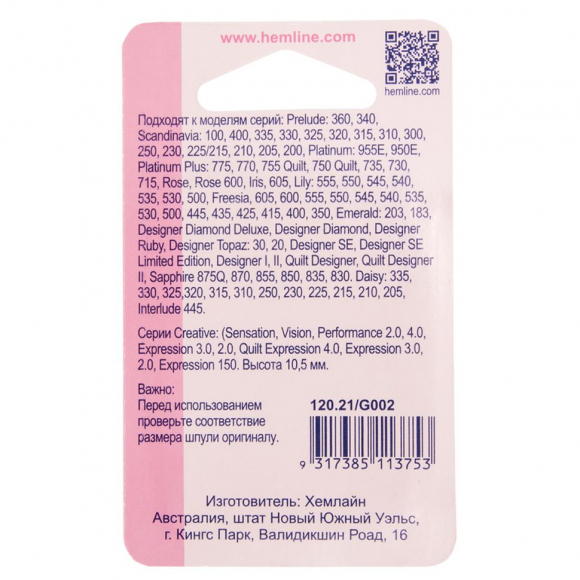 www.hemline.com
hemline.com
Подходят к моделям серий: Prelude: 360, 340,
Scandinavia: 100, 400, 335, 330, 325, 320, 315, 310, 300,
250, 230, 225/215, 210, 205, 200, Platinum: 955E, 950E,
Platinum Plus: 775, 770, 755 Quilt, 750 Quilt, 735, 730,
715, Rose, Rose 600, Iris, 605, Lily: 555, 550, 545, 540,
535, 530, 500, Freesia, 605, 600, 555, 550, 545, 540, 535,
530, 500, 445, 435, 425, 415, 400, 350, Emerald: 203, 183,
Designer Diamond Deluxe, Designer Diamond, Designer
Ruby, Designer Topaz: 30, 20, Designer SE, Designer SE
Limited Edition, Designer I, II, Quilt Designer, Quilt Designer
II, Sapphire 875Q, 870, 855, 850, 835, 830. Daisy: 335,
330, 325,320, 315, 310, 250, 230, 225, 215, 210, 205,
Interlude 445.
Серии Creative: (Sensation, Vision, Performance 2.0, 4.0,
Expression 3.0, 2.0, Quilt Expression 4.0, Expression 3.0,
2.0, Expression 150. Высота 10,5 мм.
Важно:
Перед использованием
проверьте соответствие
размера шпули оригиналу.
120.21/G002
9 317385 113753
Изготовитель: Хемлайн
Австралия, штат Новый Южный Уэльс,
г. Кингс Парк, Валидикшин Роад, 16